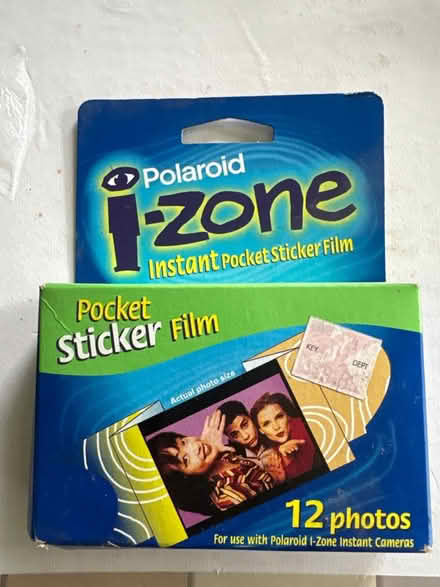 Polaroid
i-zone
Instant Pocket Sticker Film
Pocket
Sticker Film
Actual photo size
KEY DEPT
12 photos
For use with Polaroid I-Zone Instant Cameras